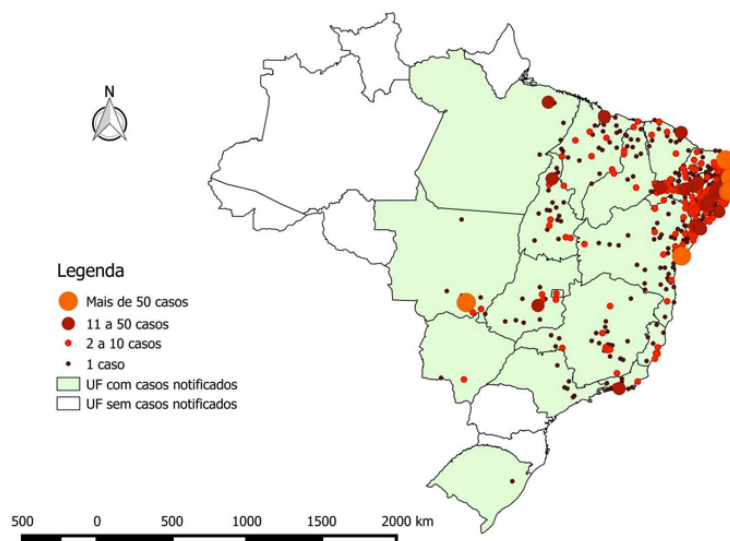 N
Legenda
Mais de 50 casos
11 a 50 casos
2 a 10 casos
1 caso
UF com casos notificados
UF sem casos notificados
500 0 500 1000 1500 2000 km